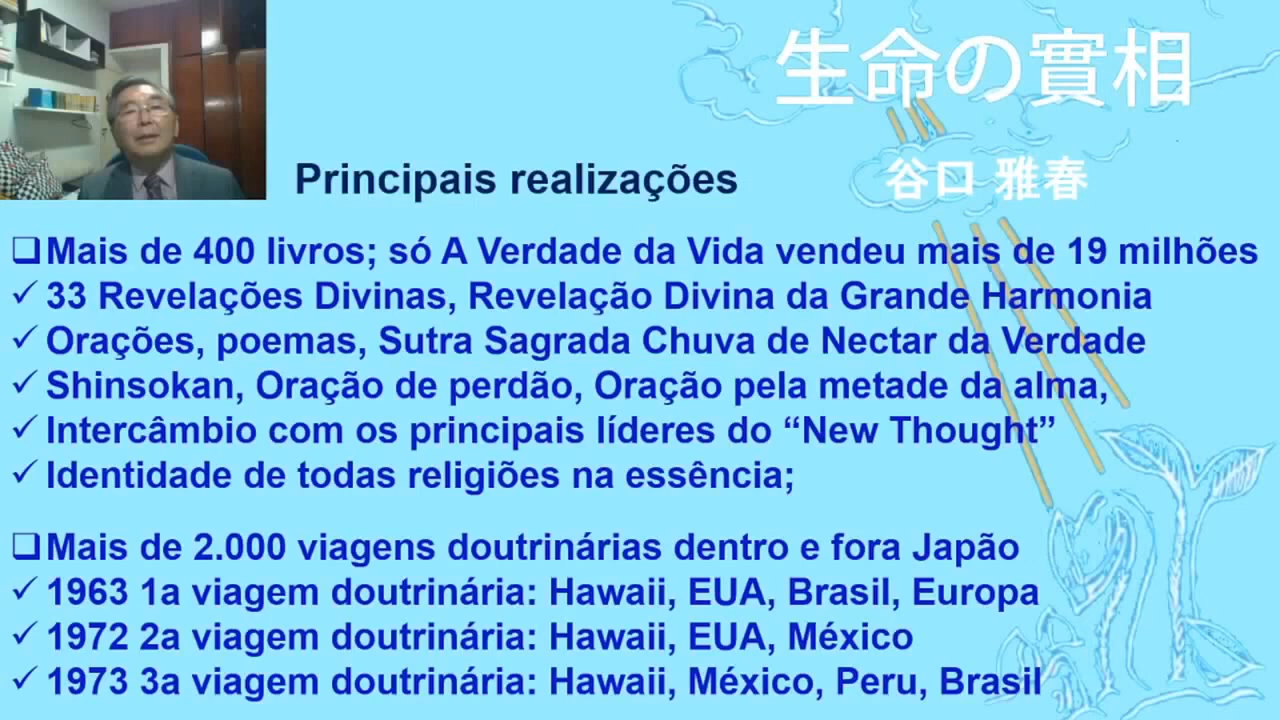 生命の實相
谷口 雅春
Principais realizações
❑Mais de 400 livros; só A Verdade da Vida vendeu mais de 19 milhões
✓ 33 Revelações Divinas, Revelação Divina da Grande Harmonia
✓ Orações, poemas, Sutra Sagrada Chuva de Nectar da Verdade
✓ Shinsokan, Oração de perdão, Oração pela metade da alma,
✓ Intercâmbio com os principais líderes do “New Thought”
✓ Identidade de todas religiões na essência;
❑Mais de 2.000 viagens doutrinárias dentro e fora Japão
✓ 1963 1a viagem doutrinária: Hawaii, EUA, Brasil, Europa
✓ 1972 2a viagem doutrinária: Hawaii, EUA, México
✓ 1973 3a viagem doutrinária: Hawaii, México, Peru, Brasil